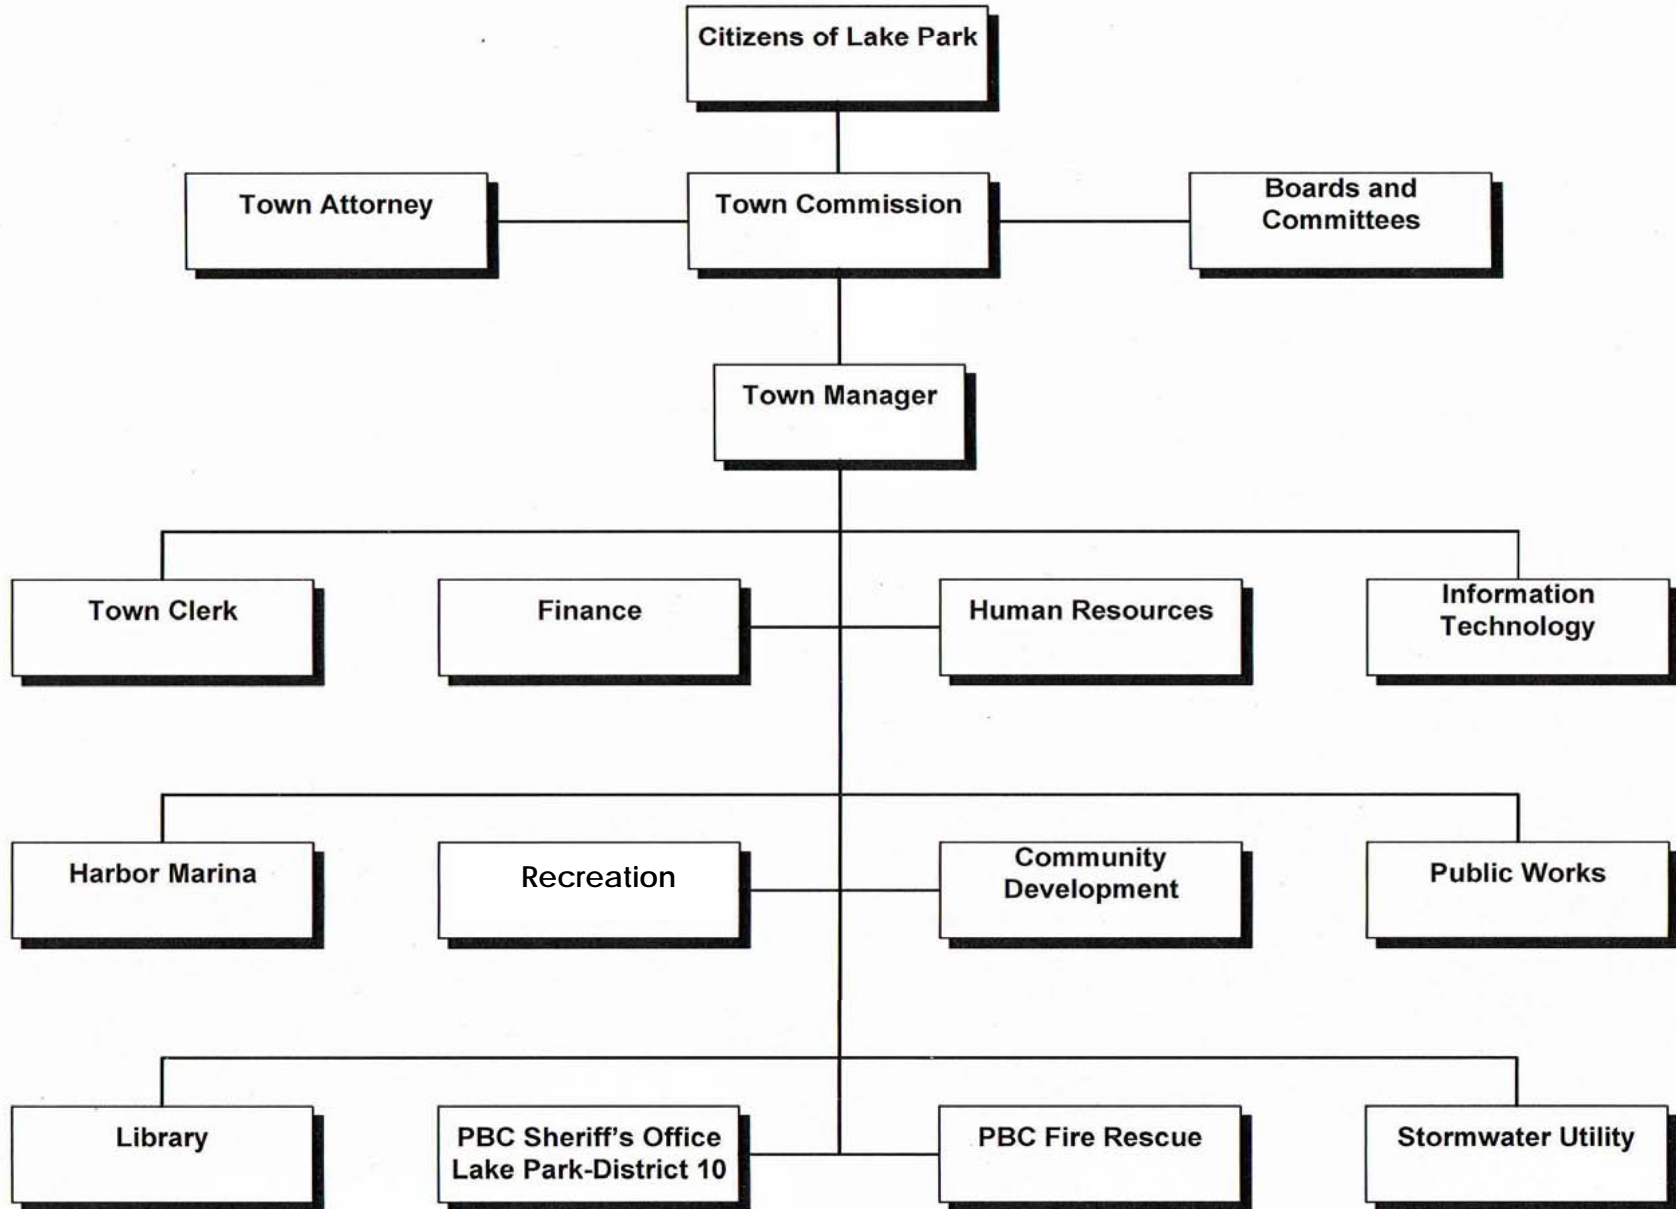 Citizens of Lake Park
Town Attorney
Town Commission
Boards and
Committees
Town Manager
Town Clerk
Finance
Human Resources
Information
Technology
Harbor Marina
Recreation
Community
Development
Public Works
Library
PBC Sheriff's Office
Lake Park-District 10
PBC Fire Rescue
Stormwater Utility